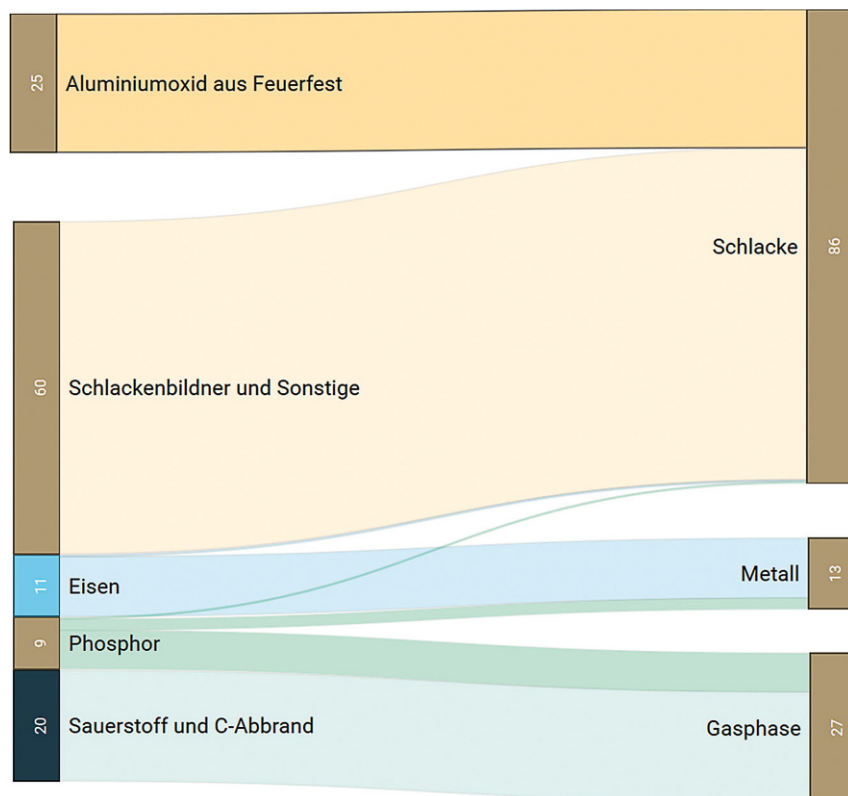 25
Aluminiumoxid aus Feuerfest
Schlacke
86
60
Schlackenbildner und Sonstige
11
Eisen
Metall
13
9
Phosphor
20
Sauerstoff und C-Abbrand
Gasphase
27